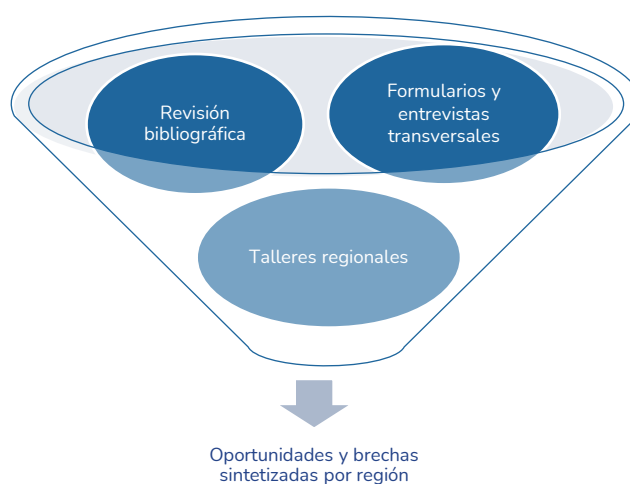 Revisión
bibliográfica
Formularios y
entrevistas
transversales
Talleres regionales
Oportunidades y brechas
sintetizadas por región